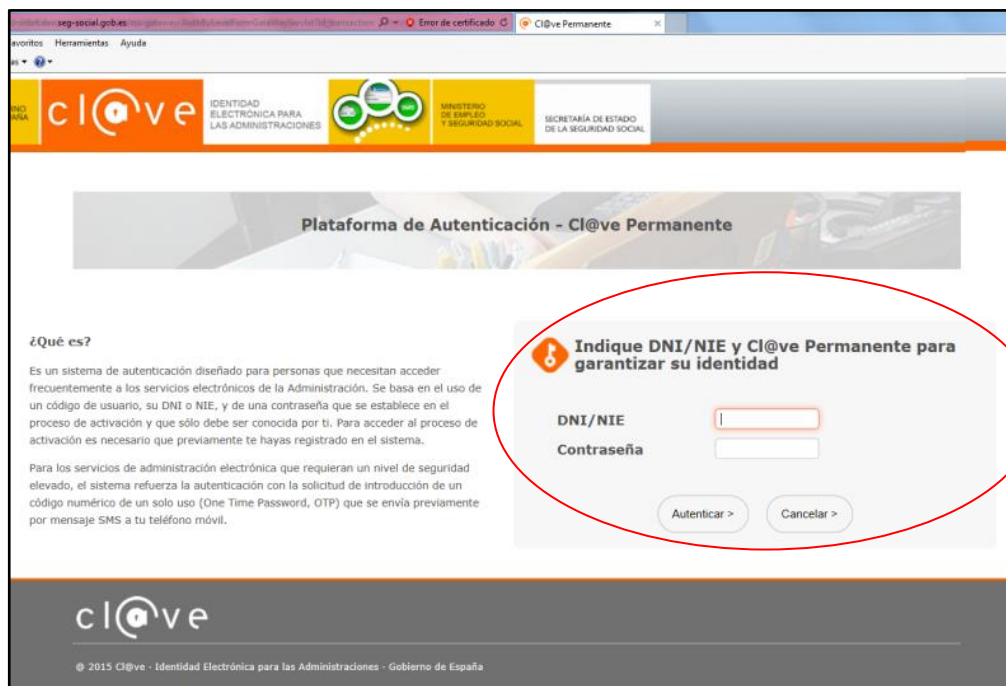 seg-social.gob.es
Error de certificado
Cl@ve Permanente
avoritos Herramientas Ayuda
cl@ve
IDENTIDAD
ELECTRÓNICA PARA
LAS ADMINISTRACIONES
MINISTERIO
DE EMPLEO
Y SEGURIDAD SOCIAL
SECRETARÍA DE ESTADO
DE LA SEGURIDAD SOCIAL
Plataforma de Autenticación - Cl@ve Permanente
¿Qué es?
Es un sistema de autenticación diseñado para personas que necesitan acceder
frecuentemente a los servicios electrónicos de la Administración. Se basa en el uso de
un código de usuario, su DNI o NIE, y de una contraseña que se establece en el
proceso de activación y que sólo debe ser conocida por ti. Para acceder al proceso de
activación es necesario que previamente te hayas registrado en el sistema.
Para los servicios de administración electrónica que requieran un nivel de seguridad
elevado, el sistema refuerza la autenticación con la solicitud de introducción de un
código numérico de un solo uso (One Time Password, OTP) que se envía previamente
por mensaje SMS a tu teléfono móvil.
Indique DNI/NIE y Cl@ve Permanente para
garantizar su identidad
DNI/NIE
Contraseña
Autenticar >
Cancelar >
cl@ve
@ 2015 Cl@ve - Identidad Electrónica para las Administraciones - Gobierno de España